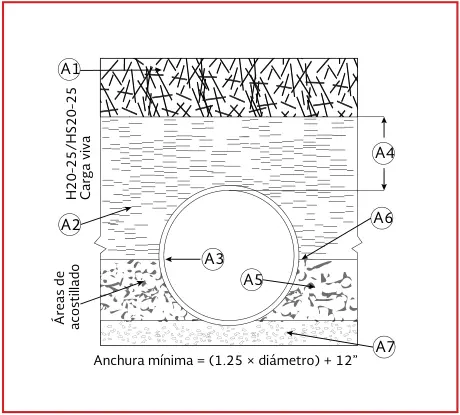 A1
H20-25/HS20-25
Carga viva
A4
A2
A6
A3
Áreas de
acostillado
A5
A7
Anchura mínima = (1.25 × diámetro) + 12”